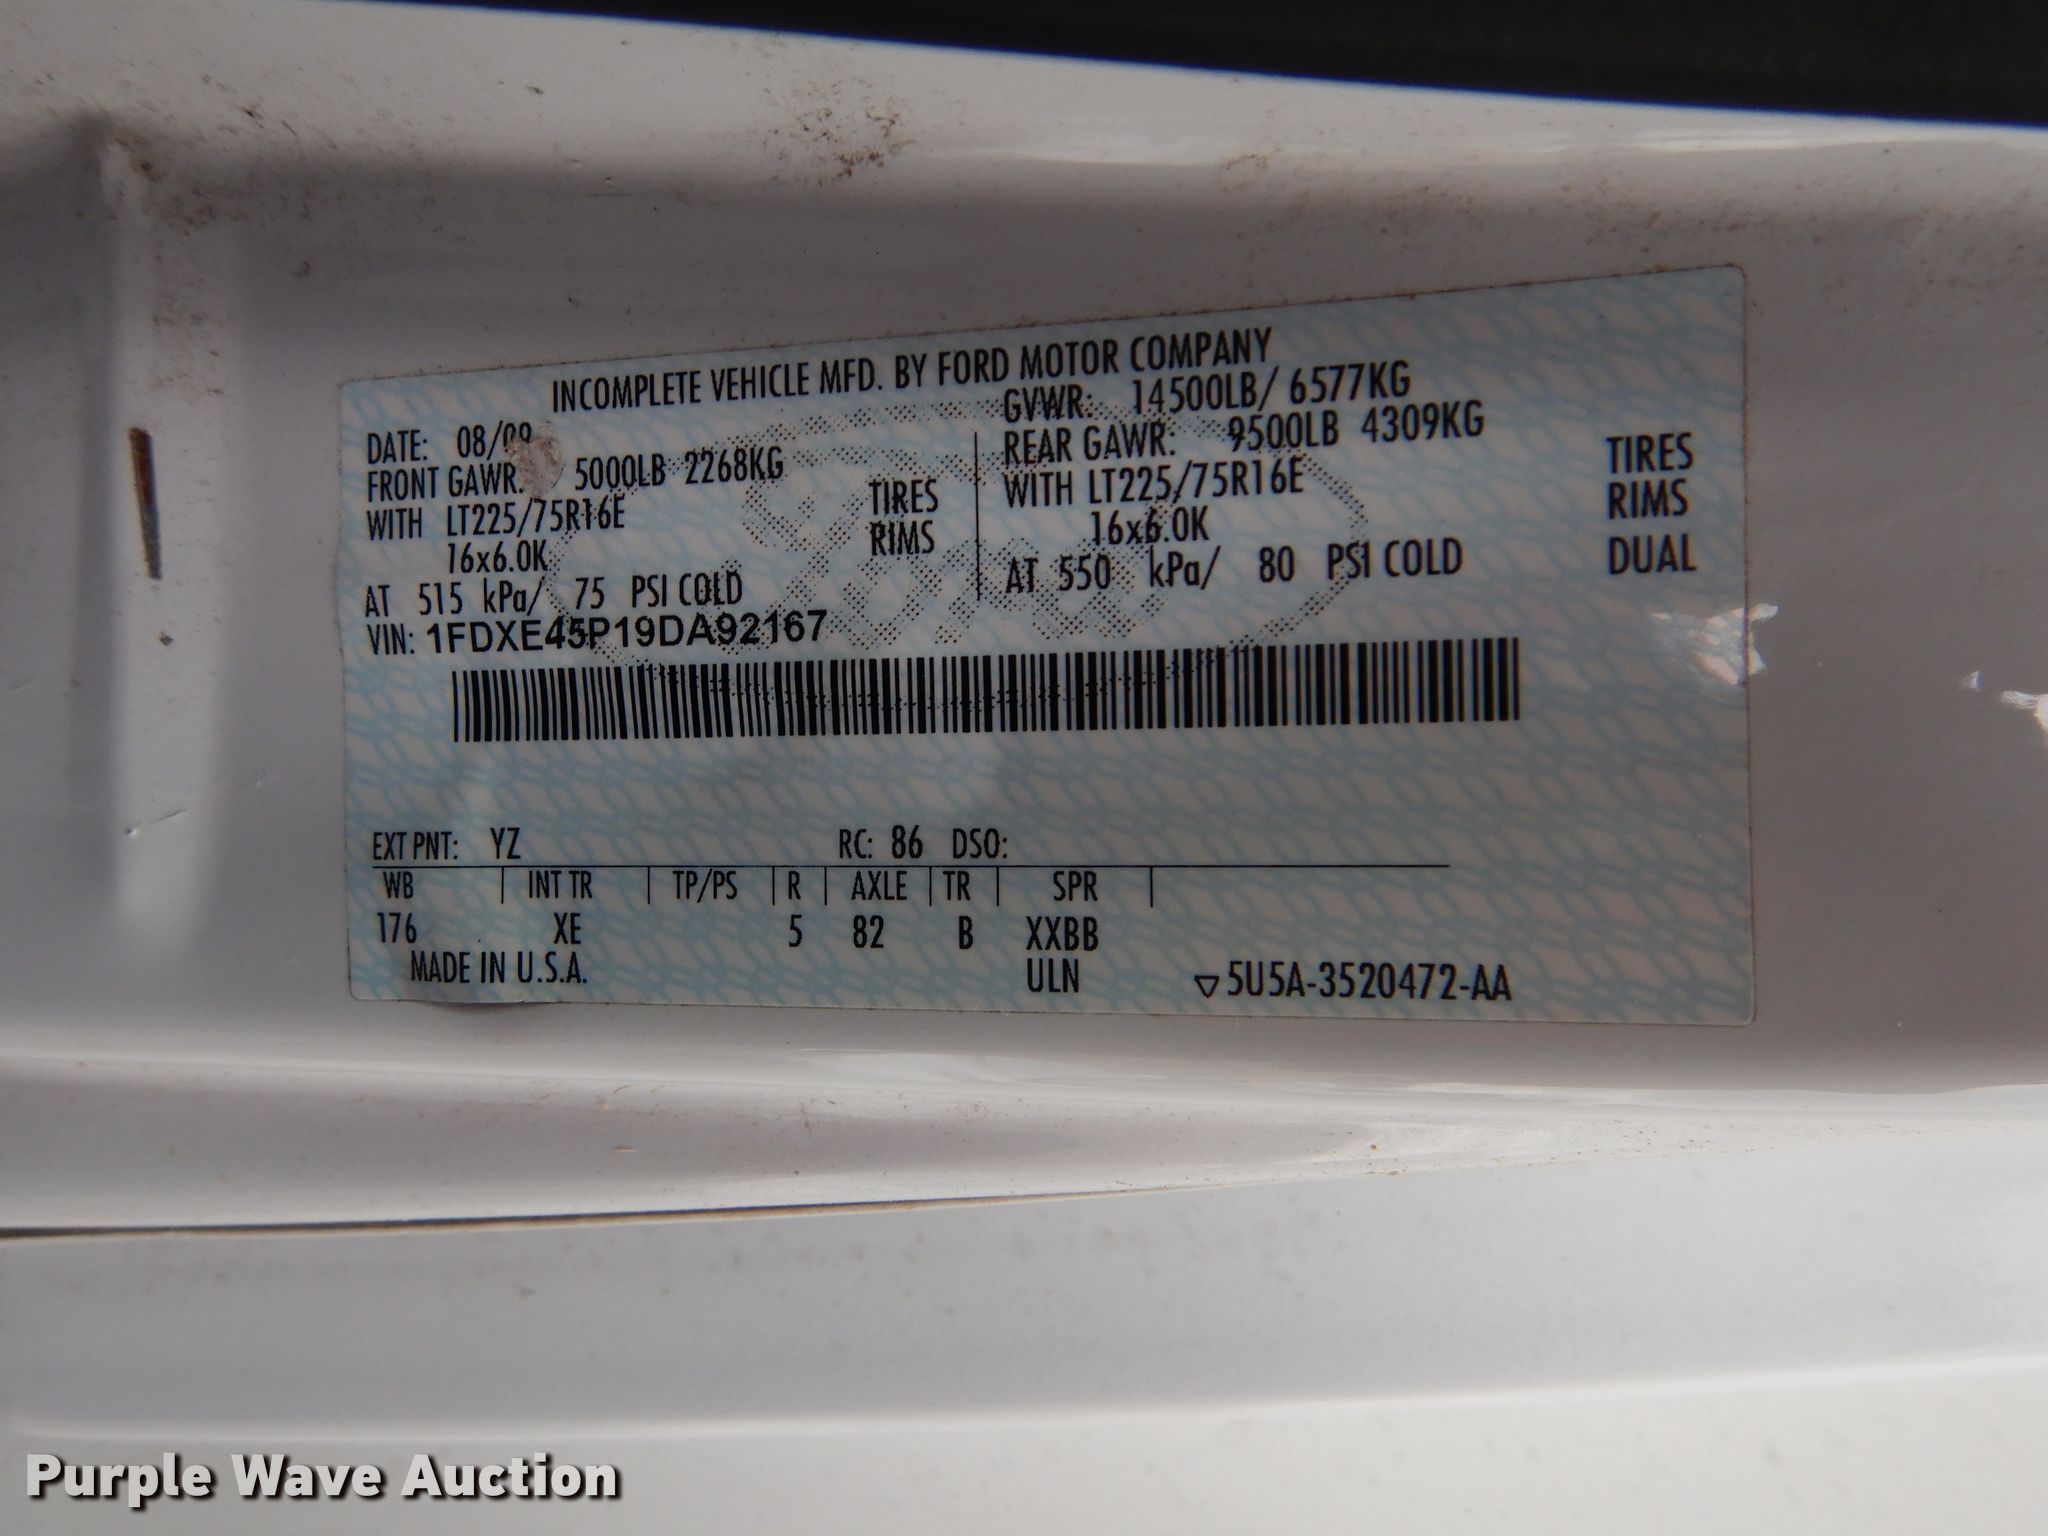 INCOMPLETE VEHICLE MFD. BY FORD MOTOR COMPANY
DATE: 08/09 GVWR: 14500LB/ 6577KG
FRONT GAWR: 5000LB 2268KG REAR GAWR: 9500LB 4309KG
WITH LT225/75R16E TIRES WITH LT225/75R16E TIRES
16x6.0K RIMS 16x6.0K RIMS
AT 515 kPa/ 75 PSI COLD AT 550 kPa/ 80 PSI COLD DUAL
VIN: 1FDXE45P19DA92167
EXT PNT: YZ RC: 86 DSO:
WB INT TR TP/PS R AXLE TR SPR
176 XE 5 82 B XXBB
MADE IN U.S.A. ULN ▽5U5A-3520472-AA
Purple Wave Auction